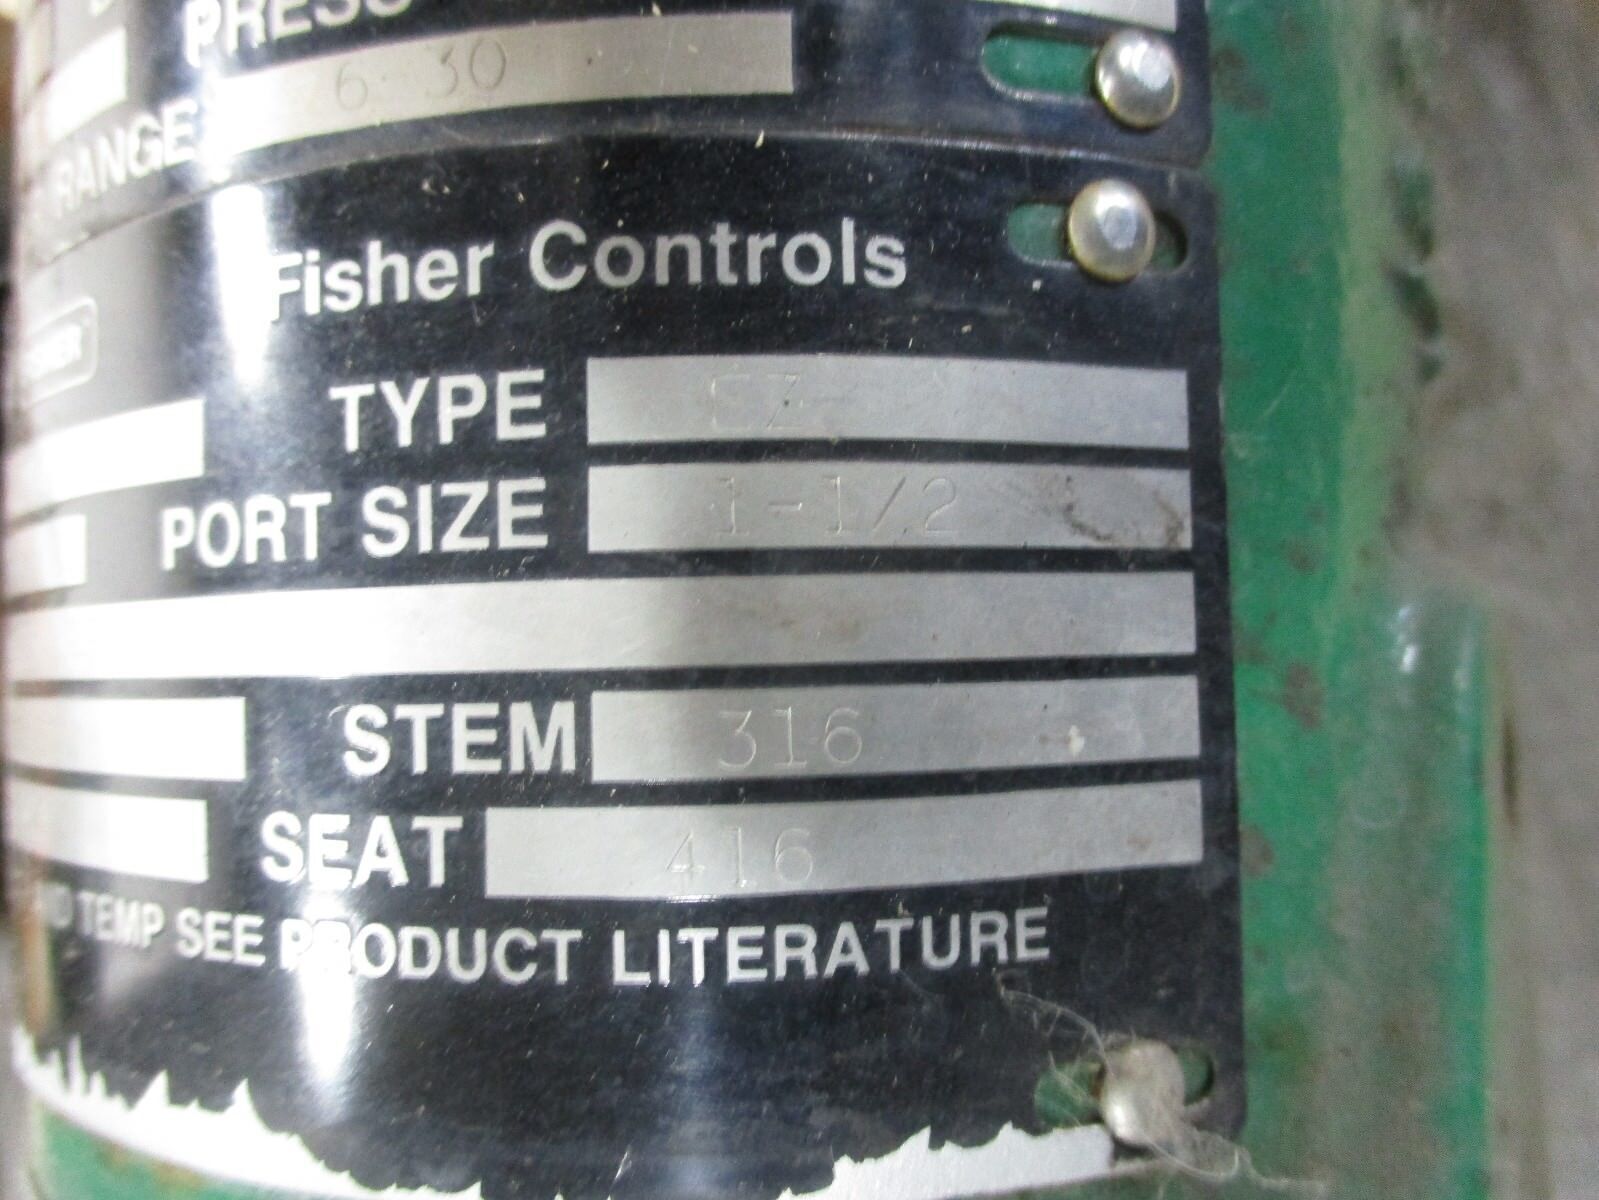 PRESS
RANGE 6 30
Fisher Controls
TYPE EZ
PORT SIZE 1-1/2
STEM 316
SEAT 416
TEMP SEE PRODUCT LITERATURE